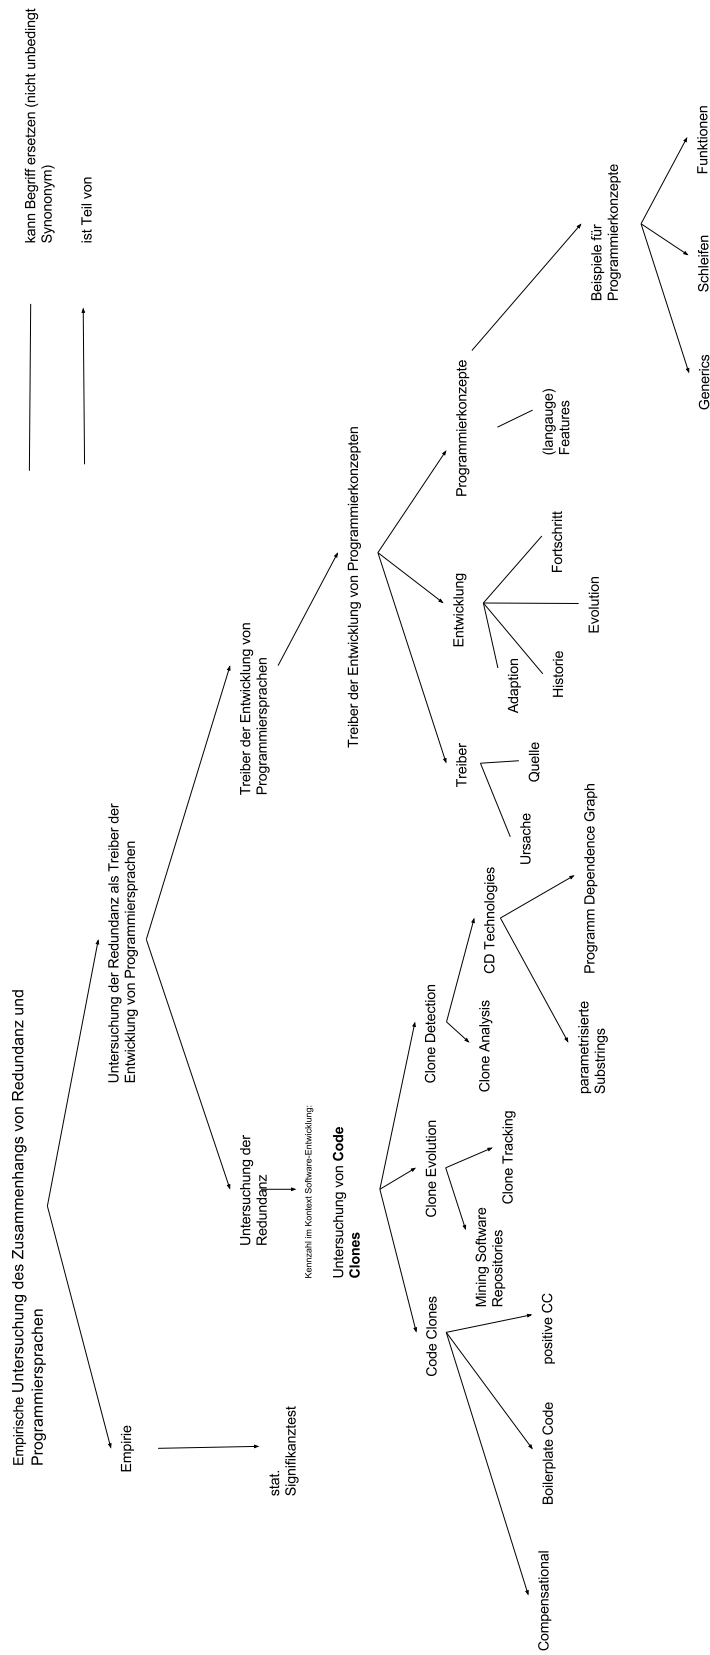 Empirische Untersuchung des Zusammenhangs von Redundanz und
Programmiersprachen
kann Begriff ersetzen (nicht unbedingt
Synononym)
ist Teil von
Empirie
Untersuchung der Redundanz als Treiber der
Entwicklung von Programmiersprachen
stat.
Signifikanztest
Untersuchung der
Redundanz
Treiber der Entwicklung von
Programmiersprachen
Kennzahl im Kontext Software-Entwicklung:
Untersuchung von Code
Clones
Treiber der Entwicklung von Programmierkonzepten
Code Clones
Clone Evolution
Clone Detection
Treiber
Entwicklung
Programmierkonzepte
Beispiele für
Programmierkonzepte
Mining Software
Repositories
Clone Tracking
Clone Analysis
CD Technologies
Ursache
Quelle
Adaption
Historie
Evolution
Fortschritt
(langauge)
Features
Compensational
Boilerplate Code
positive CC
parametrisierte
Substrings
Programm Dependence Graph
Generics
Schleifen
Funktionen